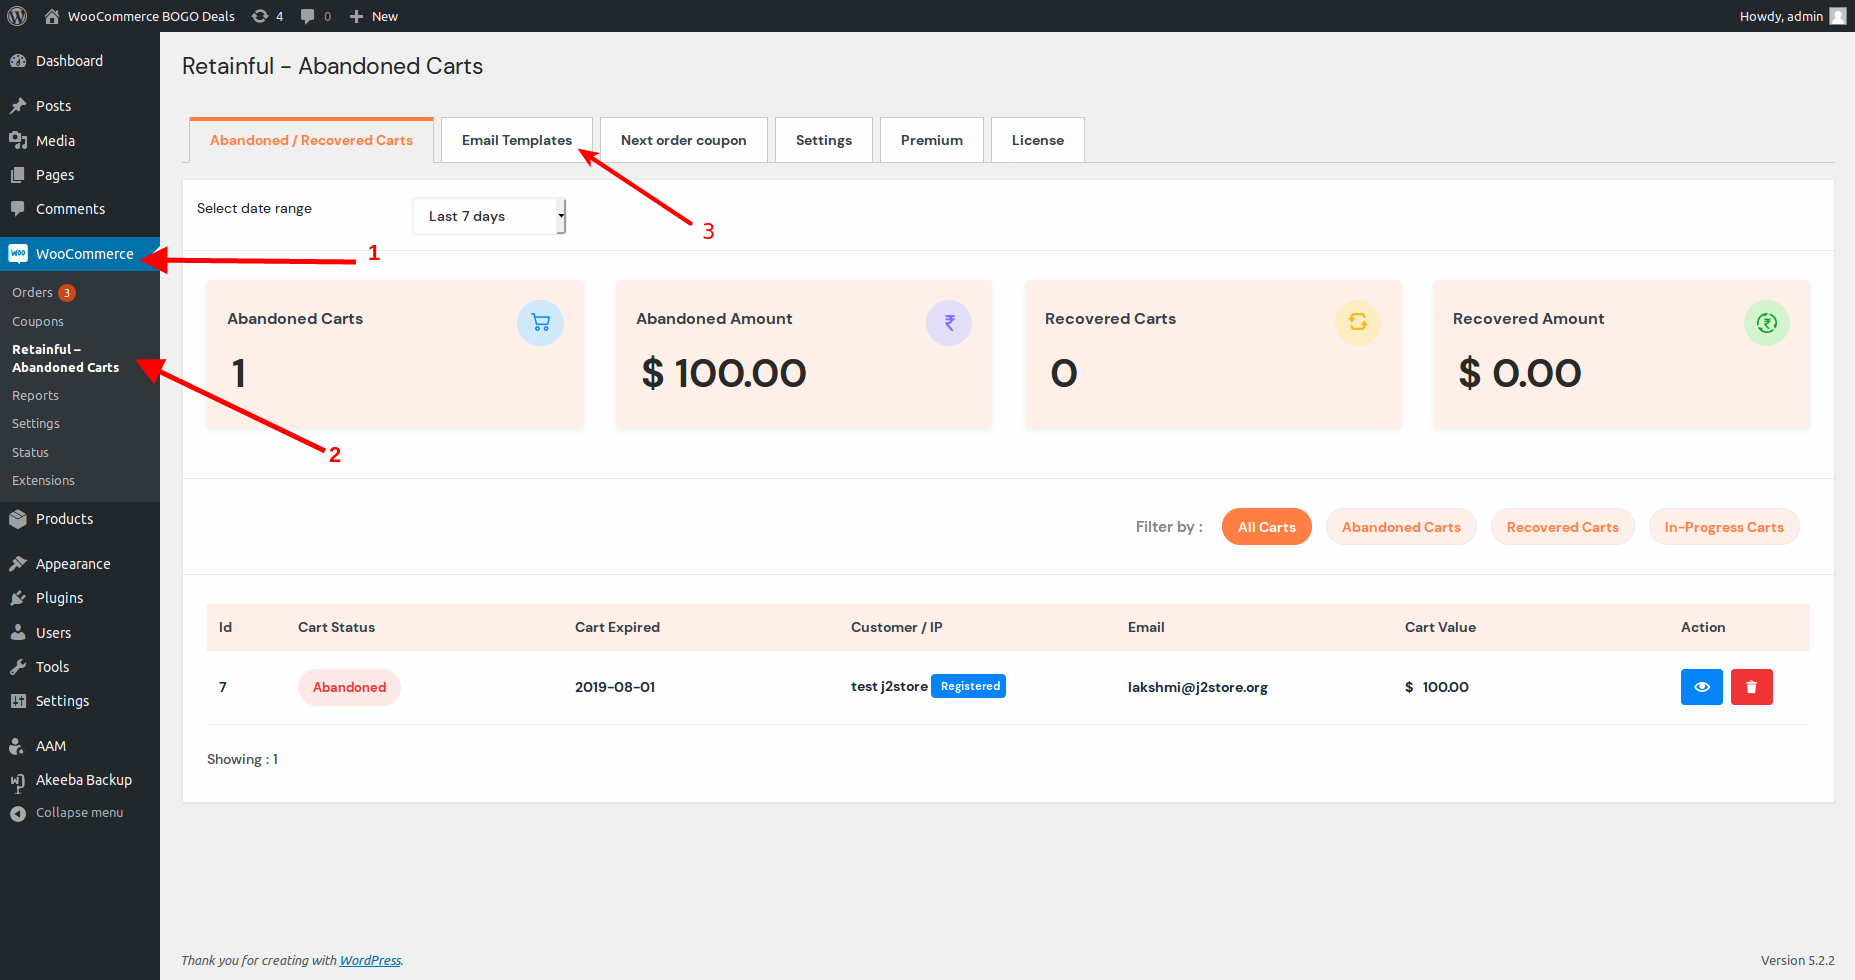 WooCommerce BOGO Deals 4 0 New Howdy, admin
Dashboard
Posts
Media
Pages
Comments
WooCommerce
Orders 3
Coupons
Retainful –
Abandoned Carts
Reports
Settings
Status
Extensions
Products
Appearance
Plugins
Users
Tools
Settings
AAM
Akeeba Backup
Collapse menu
Retainful - Abandoned Carts
Abandoned / Recovered Carts Email Templates Next order coupon Settings Premium License
Select date range Last 7 days
3
1
2
Abandoned Carts
1
Abandoned Amount ₹
$ 100.00
Recovered Carts
0
Recovered Amount ₹
$ 0.00
Filter by : All Carts Abandoned Carts Recovered Carts In-Progress Carts
Id Cart Status Cart Expired Customer / IP Email Cart Value Action
7 Abandoned 2019-08-01 test j2store Registered lakshmi@j2store.org $ 100.00
Showing : 1
Thank you for creating with WordPress. Version 5.2.2